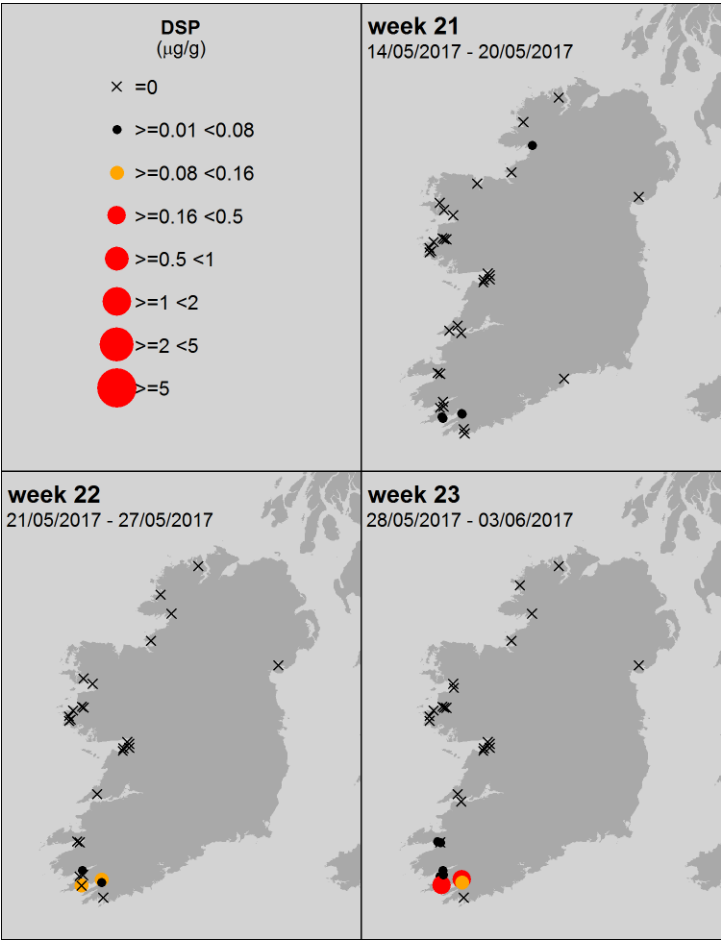 DSP
(μg/g)
=0
>=0.01 <0.08
>=0.08 <0.16
>=0.16 <0.5
>=0.5 <1
>=1 <2
>=2 <5
>=5
week 21
14/05/2017 - 20/05/2017
week 22
21/05/2017 - 27/05/2017
week 23
28/05/2017 - 03/06/2017